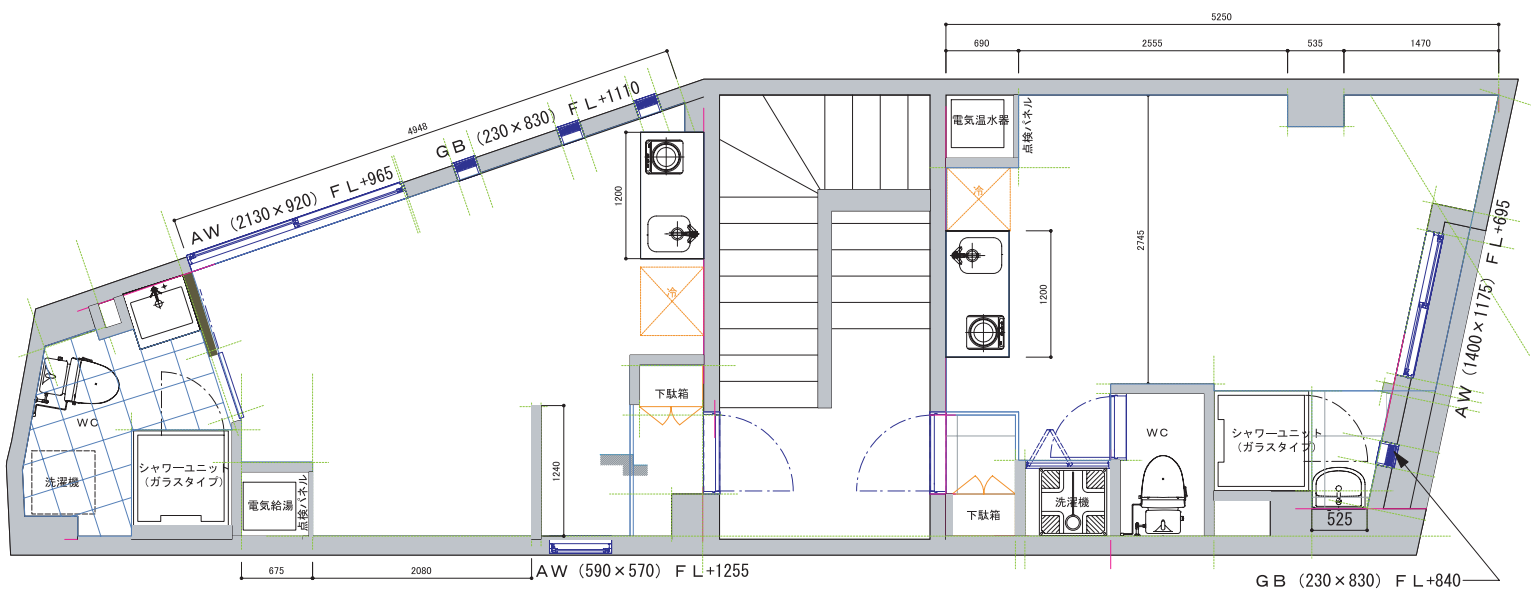 5250
690
2555
535
1470
4948
AW(2130×920)FL+965
GB(230×830)FL+1110
1200
冷
下駄箱
WC
洗濯機
シャワーユニット
(ガラスタイプ)
電気給湯
点検パネル
1240
675
2080
AW(590×570)FL+1255
電気温水器
点検パネル
冷
1200
2745
下駄箱
洗濯機
WC
シャワーユニット
(ガラスタイプ)
525
AW(1400×1175)FL+695
GB(230×830)FL+840